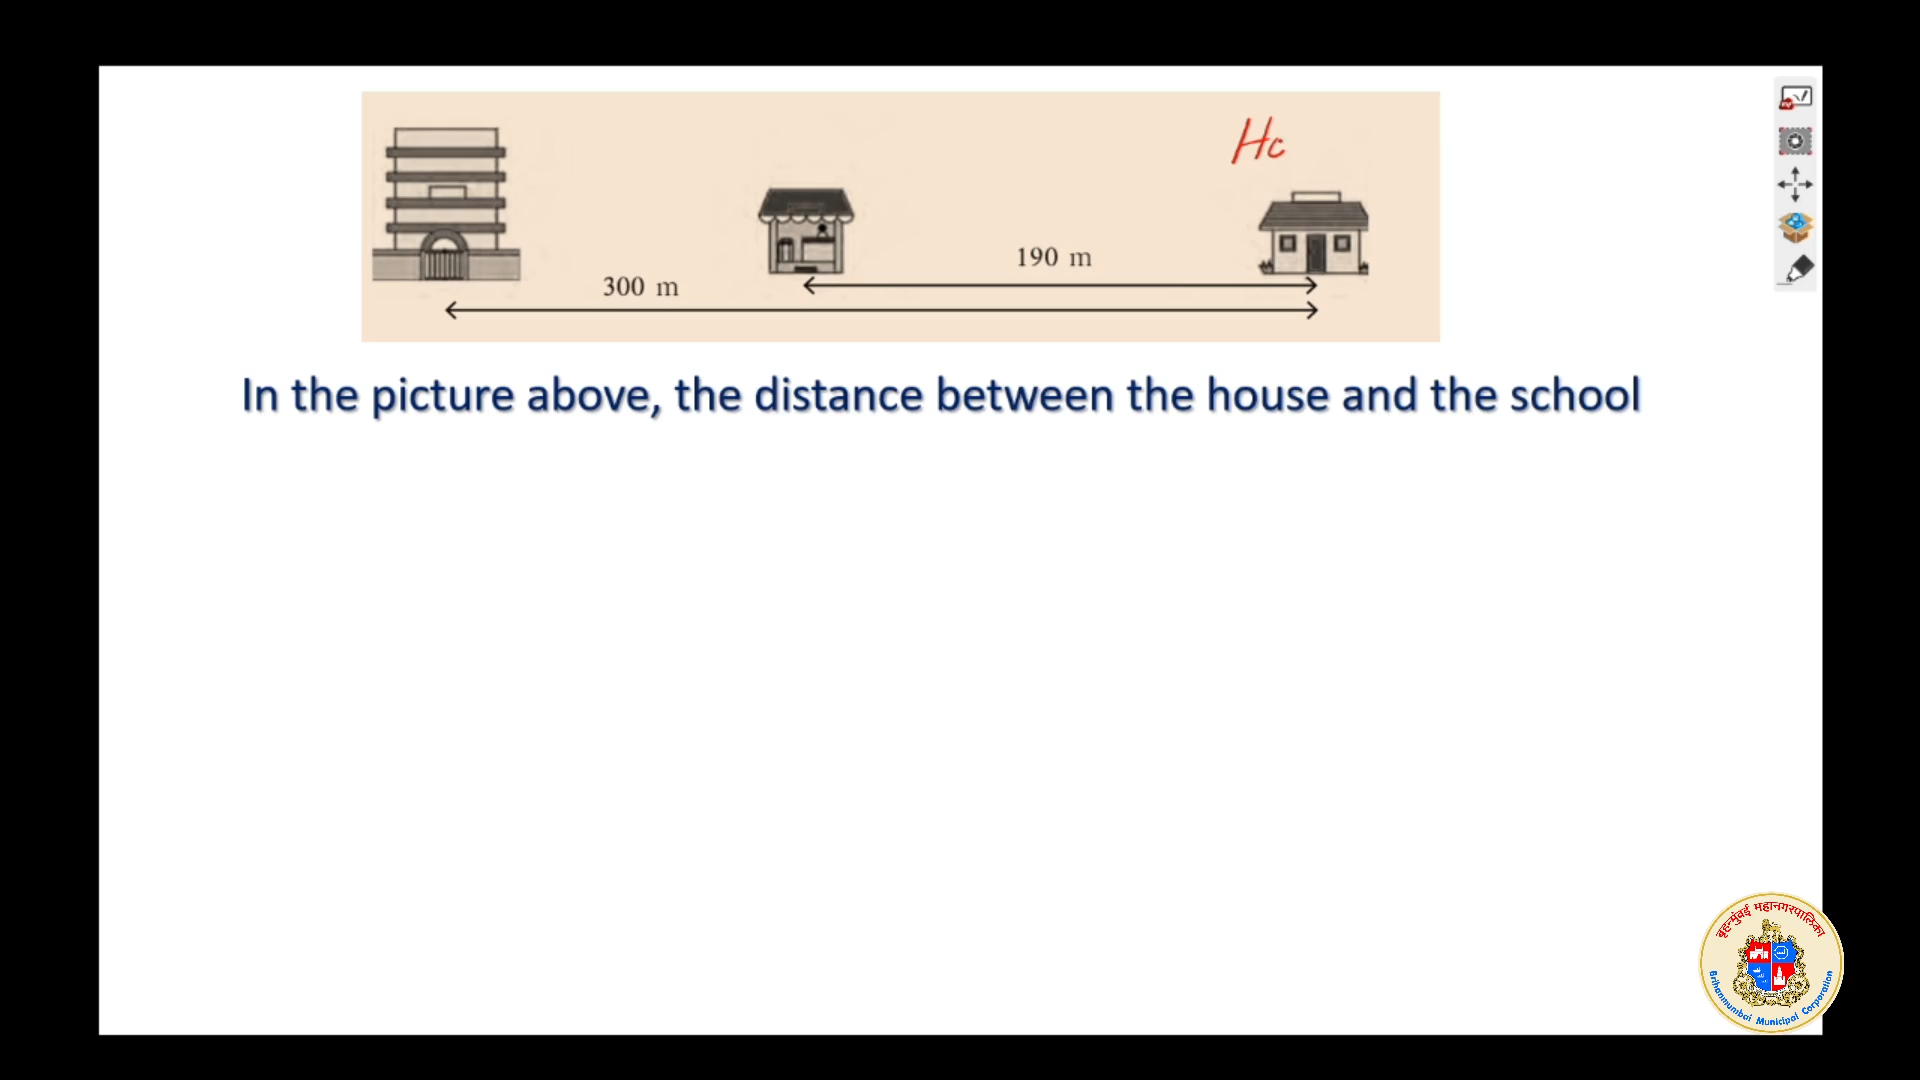 Hc
190 m
300 m
In the picture above, the distance between the house and the school
बृहन्मुंबई महानगरपालिका
Brihanmumbai Municipal Corporation